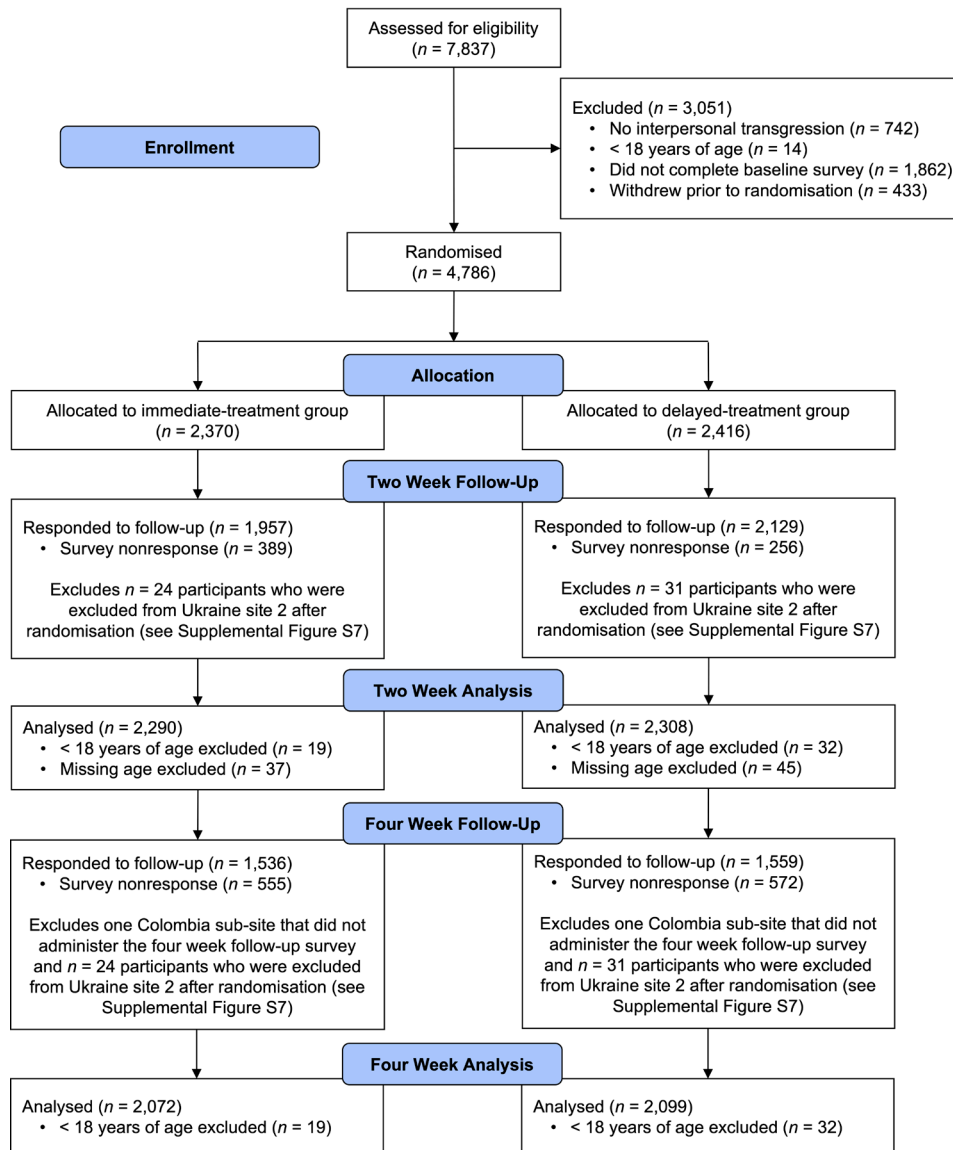 Assessed for eligibility
(n = 7,837)
Excluded (n = 3,051)
• No interpersonal transgression (n = 742)
• < 18 years of age (n = 14)
• Did not complete baseline survey (n = 1,862)
• Withdrew prior to randomisation (n = 433)
Enrollment
Randomised
(n = 4,786)
Allocation
Allocated to immediate-treatment group
(n = 2,370)
Allocated to delayed-treatment group
(n = 2,416)
Two Week Follow-Up
Responded to follow-up (n = 1,957)
• Survey nonresponse (n = 389)
Excludes n = 24 participants who were
excluded from Ukraine site 2 after
randomisation (see Supplemental Figure S7)
Responded to follow-up (n = 2,129)
• Survey nonresponse (n = 256)
Excludes n = 31 participants who were
excluded from Ukraine site 2 after
randomisation (see Supplemental Figure S7)
Two Week Analysis
Analysed (n = 2,290)
• < 18 years of age excluded (n = 19)
• Missing age excluded (n = 37)
Analysed (n = 2,308)
• < 18 years of age excluded (n = 32)
• Missing age excluded (n = 45)
Four Week Follow-Up
Responded to follow-up (n = 1,536)
• Survey nonresponse (n = 555)
Excludes one Colombia sub-site that did not
administer the four week follow-up survey
and n = 24 participants who were excluded
from Ukraine site 2 after randomisation (see
Supplemental Figure S7)
Responded to follow-up (n = 1,559)
• Survey nonresponse (n = 572)
Excludes one Colombia sub-site that did not
administer the four week follow-up survey
and n = 31 participants who were excluded
from Ukraine site 2 after randomisation (see
Supplemental Figure S7)
Four Week Analysis
Analysed (n = 2,072)
• < 18 years of age excluded (n = 19)
Analysed (n = 2,099)
• < 18 years of age excluded (n = 32)